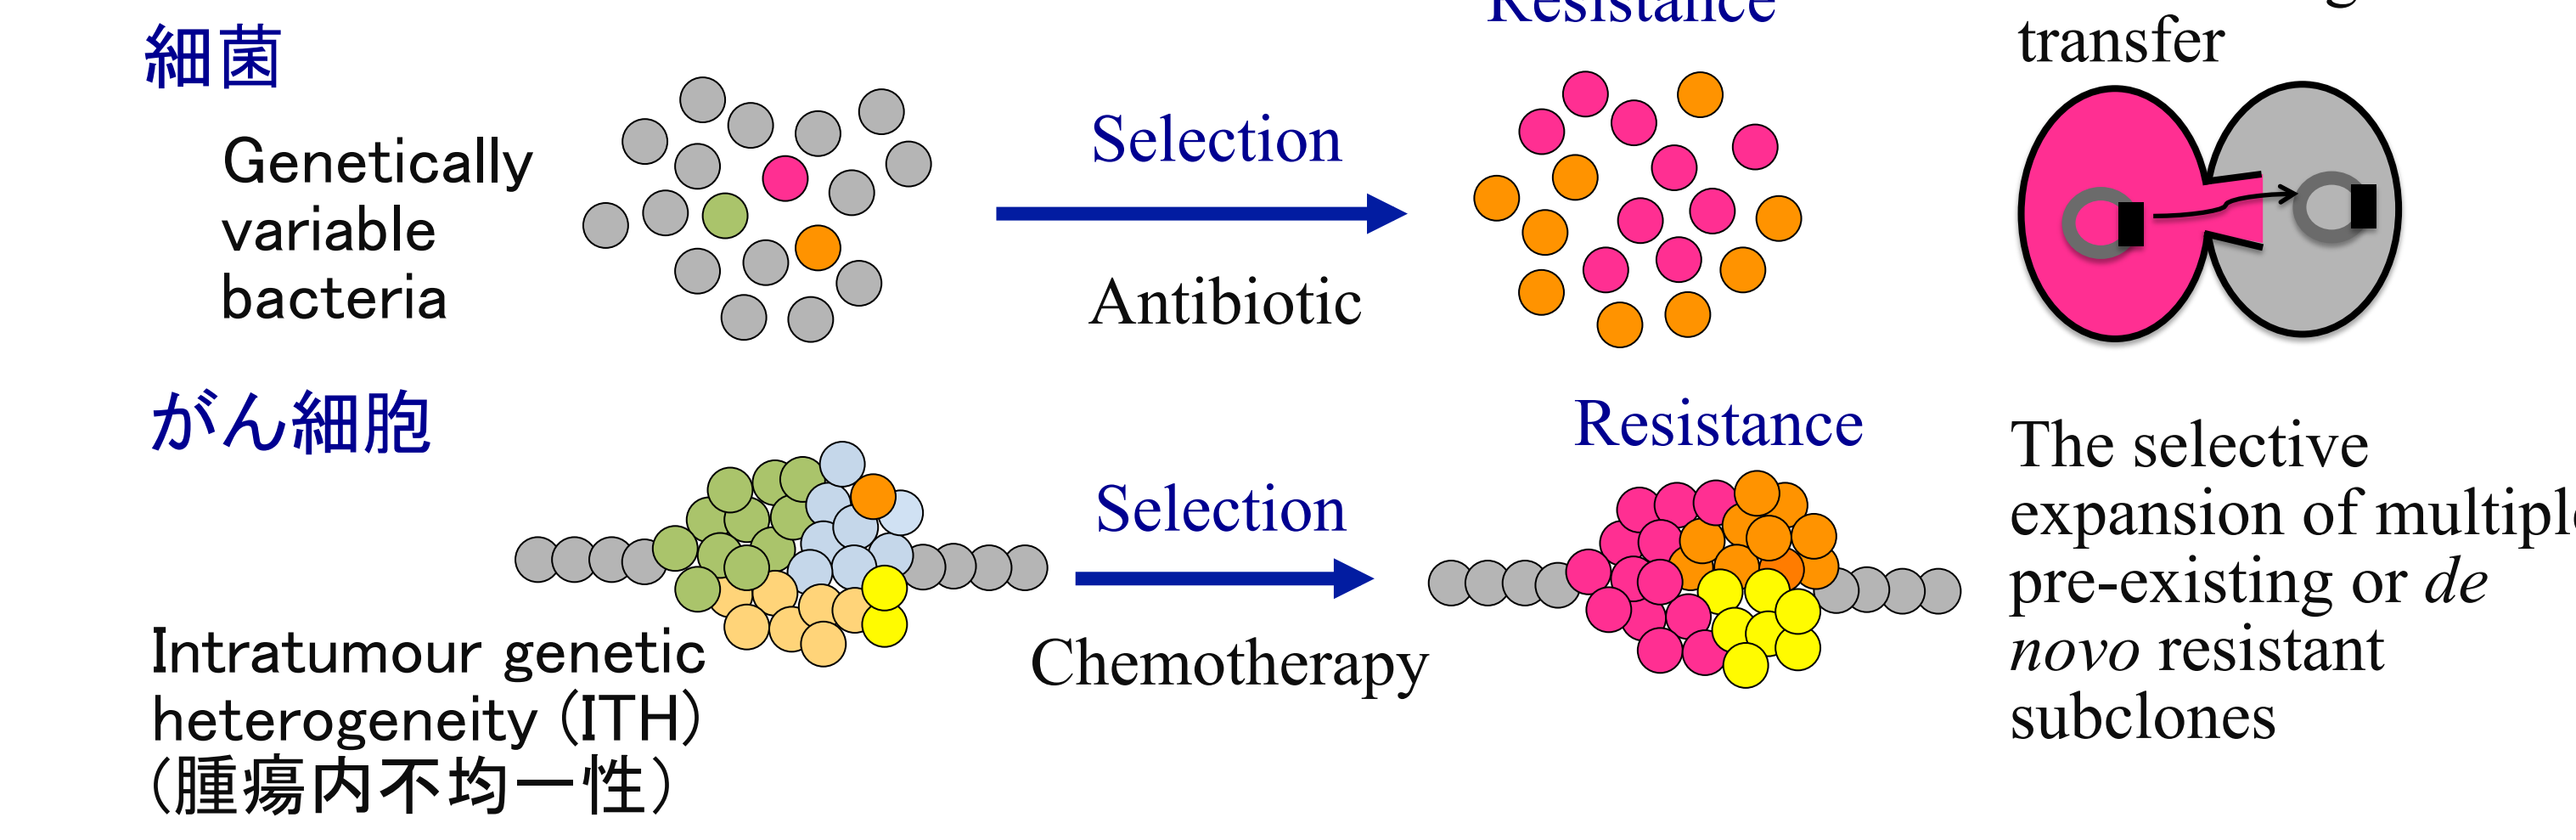 細菌
Genetically
variable
bacteria
Selection
Antibiotic
Resistance
transfer
がん細胞
Intratumour genetic
heterogeneity (ITH)
(腫瘍内不均一性)
Selection
Chemotherapy
Resistance
The selective
expansion of multiple
pre-existing or de
novo resistant
subclones